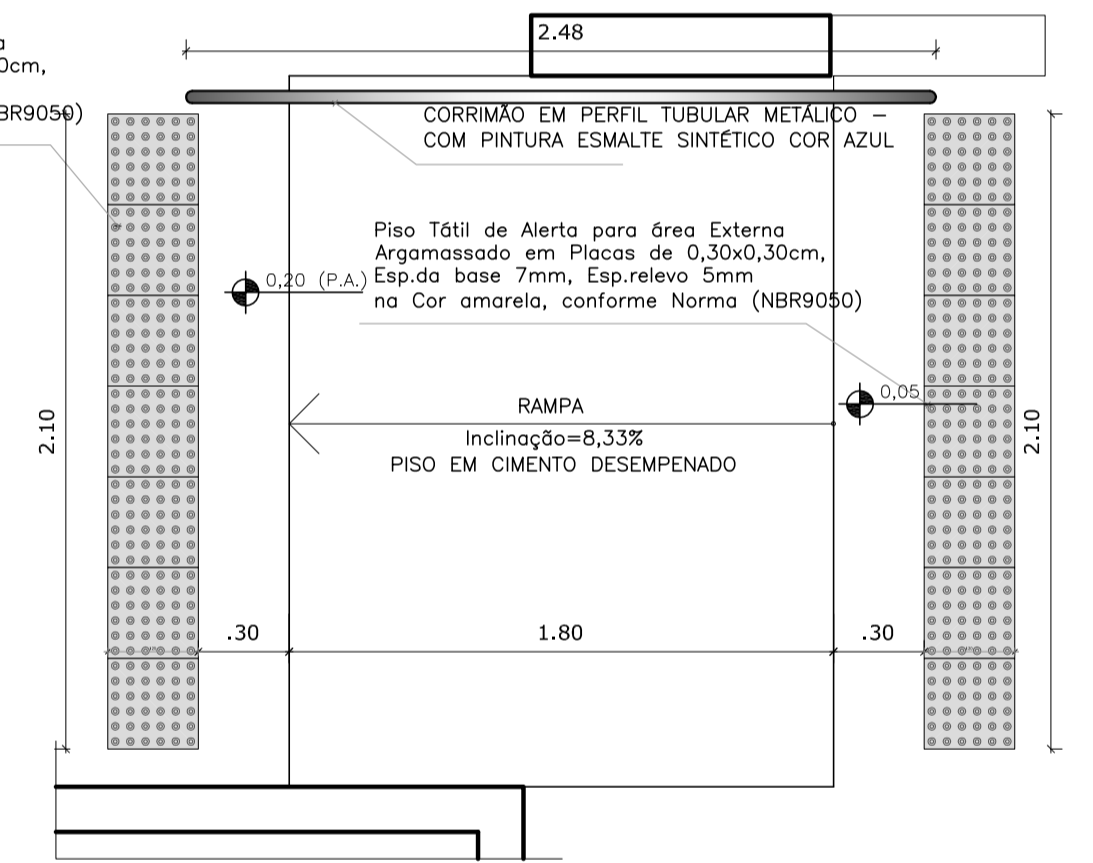 2.48
a
0cm,
BR9050)
CORRIMÃO EM PERFIL TUBULAR METÁLICO –
COM PINTURA ESMALTE SINTÉTICO COR AZUL
Piso Tátil de Alerta para área Externa
Argamassado em Placas de 0,30x0,30cm,
Esp.da base 7mm, Esp.relevo 5mm
na Cor amarela, conforme Norma (NBR9050)
0,20 (P.A.)
0,05
RAMPA
Inclinação=8,33%
PISO EM CIMENTO DESEMPENADO
2.10
2.10
.30
1.80
.30